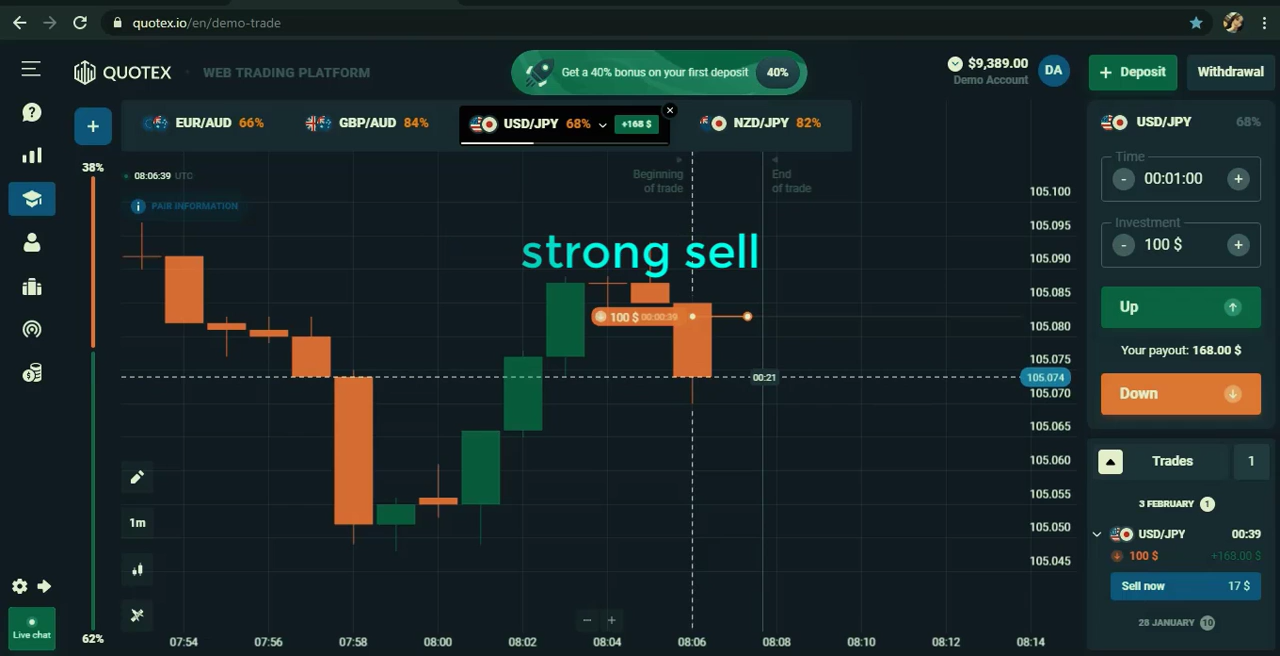 quotex.io/en/demo-trade
QUOTEX
WEB TRADING PLATFORM
Get a 40% bonus on your first deposit 40%
$9,389.00
Demo Account
DA
+ Deposit
Withdrawal
+
EUR/AUD 66%
GBP/AUD 84%
USD/JPY 68% +168 $
NZD/JPY 82%
USD/JPY 68%
38%
08:06:39 UTC
PAIR INFORMATION
Beginning
of trade
End
of trade
strong sell
100 $ 00:00:39
00:21
105.100
105.095
105.090
105.085
105.080
105.075
105.074
105.070
105.065
105.060
105.055
105.050
105.045
Time
- 00:01:00 +
Investment
- 100 $ +
Up
Your payout: 168.00 $
Down
Trades 1
3 FEBRUARY 1
USD/JPY 00:39
100 $ +168.00 $
Sell now 17 $
28 JANUARY 10
1m
Live chat
62%
− +
07:54 07:56 07:58 08:00 08:02 08:04 08:06 08:08 08:10 08:12 08:14